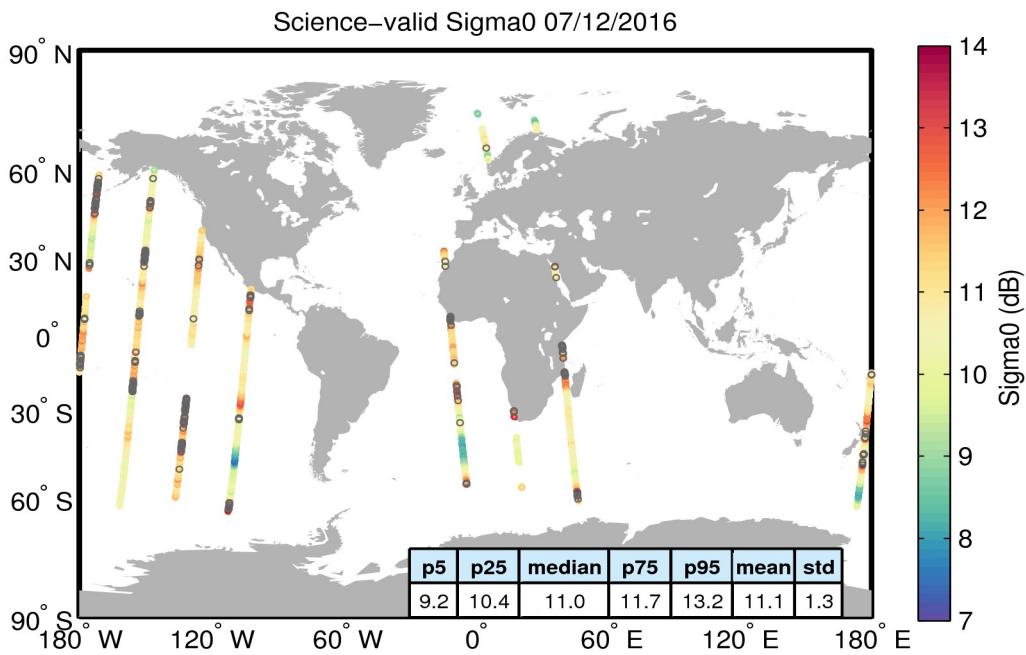 Science−valid Sigma0 07/12/2016
90° N
60° N
30° N
0°
30° S
60° S
90° S
180° W
120° W
60° W
0°
60° E
120° E
180° E
p5 p25 median p75 p95 mean std
9.2 10.4 11.0 11.7 13.2 11.1 1.3
14
13
12
11
10
9
8
7
Sigma0 (dB)